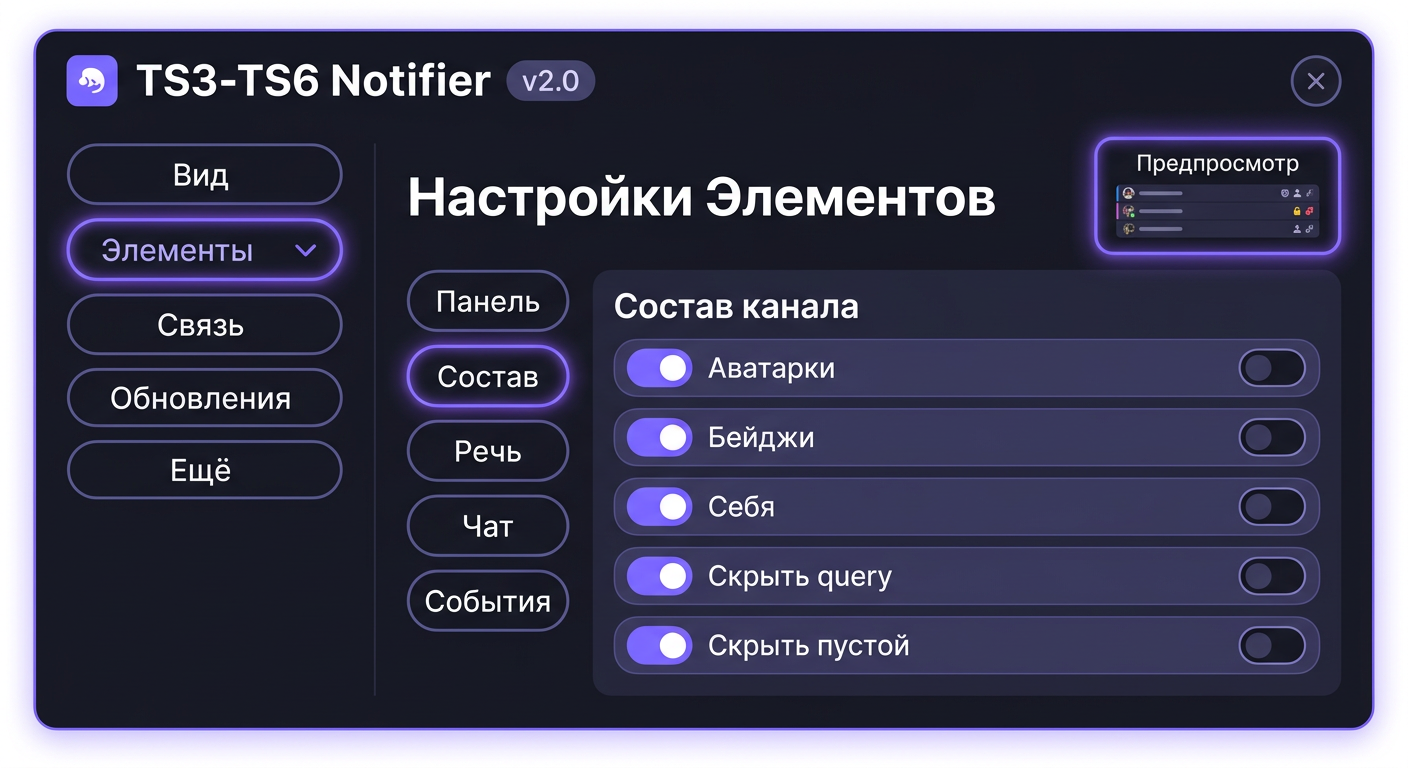 TS3-TS6 Notifier v2.0
Вид
Элементы
Связь
Обновления
Ещё
Настройки Элементов
Предпросмотр
Панель
Состав
Речь
Чат
События
Состав канала
Аватарки
Бейджи
Себя
Скрыть query
Скрыть пустой